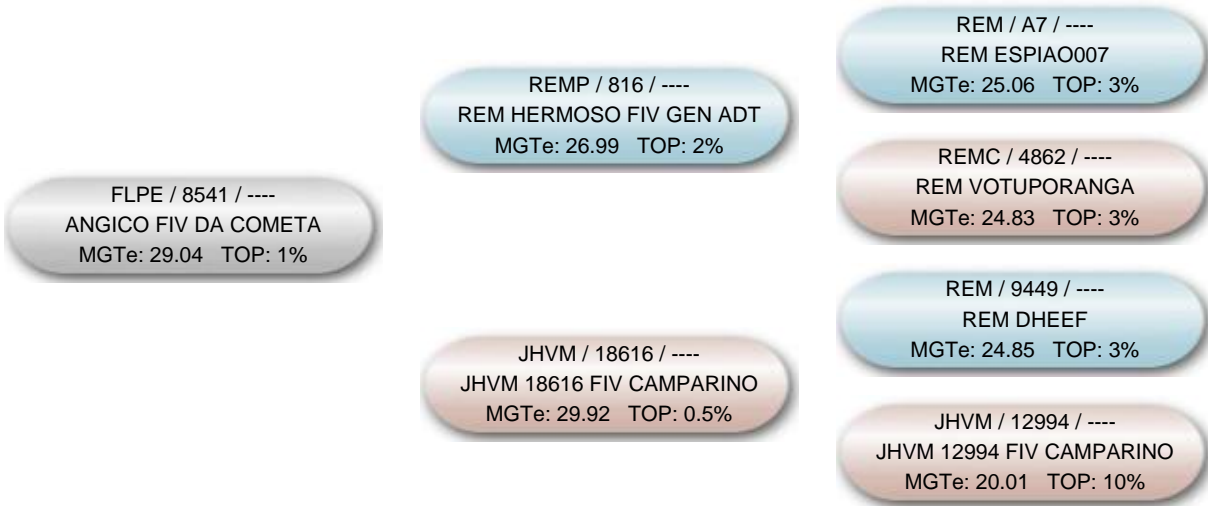 FLPE / 8541 / ----
ANGICO FIV DA COMETA
MGTe: 29.04 TOP: 1%
REMP / 816 / ----
REM HERMOSO FIV GEN ADT
MGTe: 26.99 TOP: 2%
JHVM / 18616 / ----
JHVM 18616 FIV CAMPARINO
MGTe: 29.92 TOP: 0.5%
REM / A7 / ----
REM ESPIAO007
MGTe: 25.06 TOP: 3%
REMC / 4862 / ----
REM VOTUPORANGA
MGTe: 24.83 TOP: 3%
REM / 9449 / ----
REM DHEEF
MGTe: 24.85 TOP: 3%
JHVM / 12994 / ----
JHVM 12994 FIV CAMPARINO
MGTe: 20.01 TOP: 10%